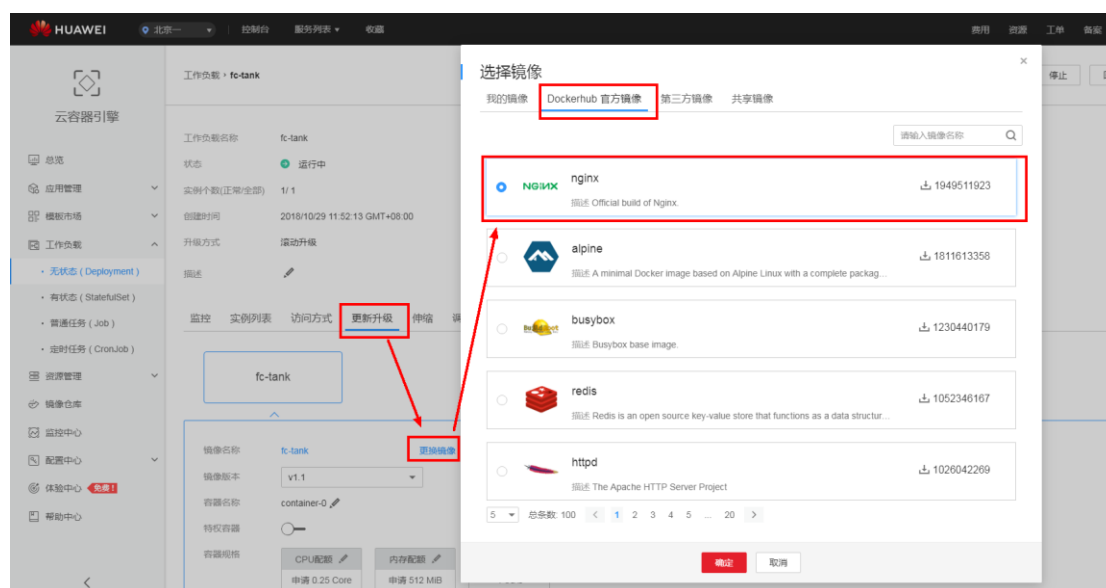 HUAWEI 北京一 控制台 服务列表 收藏 费用 资源 工单 备案
云容器引擎
总览
应用管理
模板市场
工作负载
无状态 ( Deployment )
有状态 ( StatefulSet )
普通任务 ( Job )
定时任务 ( CronJob )
资源管理
镜像仓库
监控中心
配置中心
体验中心 免费！
帮助中心
工作负载 › fc-tank
停止
工作负载名称 fc-tank
状态 运行中
实例个数(正常/全部) 1/ 1
创建时间 2018/10/29 11:52:13 GMT+08:00
升级方式 滚动升级
描述
监控 实例列表 访问方式 更新升级 伸缩
fc-tank
镜像名称 fc-tank 更换镜像
镜像版本 v1.1
容器名称 container-0
特权容器
容器规格 CPU配额 内存配额
申请 0.25 Core 申请 512 MiB
选择镜像 ×
我的镜像 Dockerhub 官方镜像 第三方镜像 共享镜像
请输入镜像名称
NGINX nginx 1949511923
描述 Official build of Nginx.
alpine 1811613358
描述 A minimal Docker image based on Alpine Linux with a complete packag...
busybox 1230440179
描述 Busybox base image.
redis 1052346167
描述 Redis is an open source key-value store that functions as a data structur...
httpd 1026042269
描述 The Apache HTTP Server Project
5 总条数: 100 < 1 2 3 4 5 ... 20 >
确定 取消